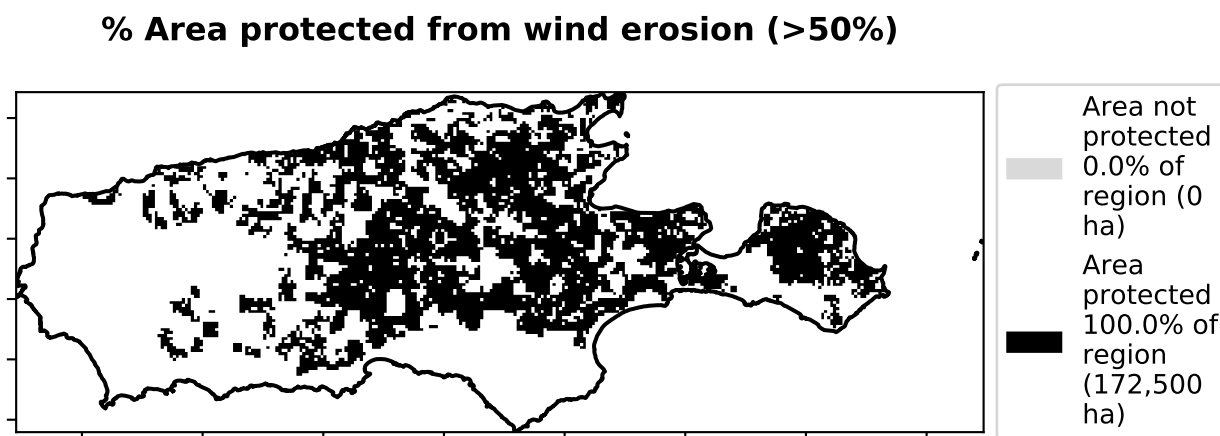 % Area protected from wind erosion (>50%)
Area not
protected
0.0% of
region (0
ha)
Area
protected
100.0% of
region
(172,500
ha)